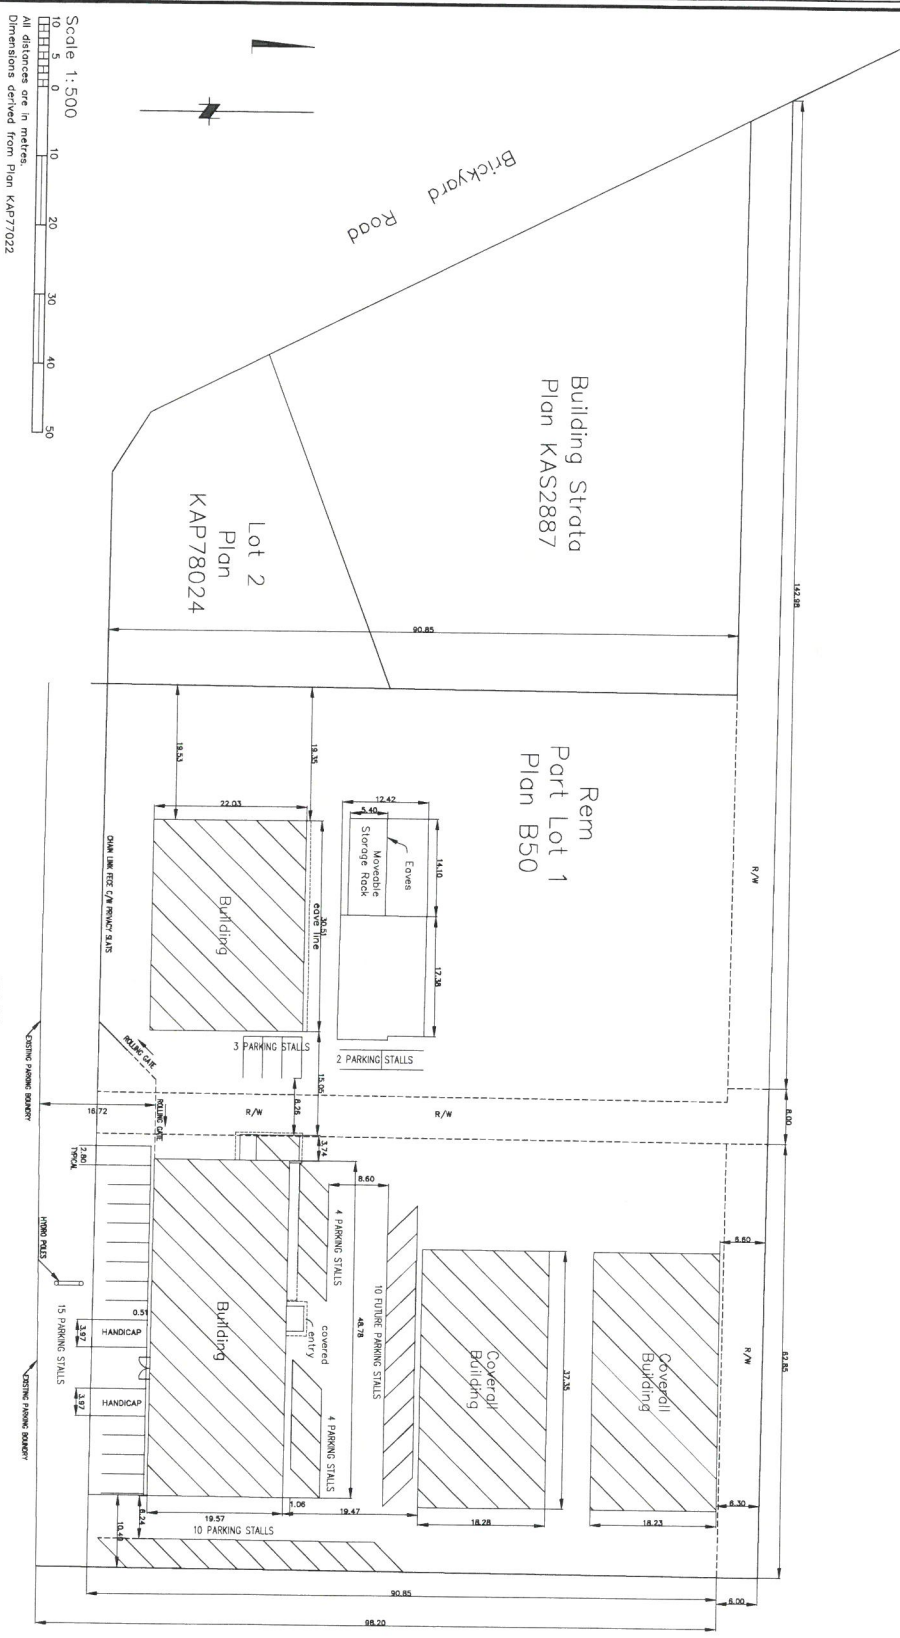 Scale 1:500
10 5 0 10 20 30 40 50
All distances are in metres.
Dimensions derived from Plan KAP77022
Brickyard Road
Building Strata
Plan KAS2887
Lot 2
Plan
KAP78024
Rem
Part Lot 1
Plan B50
142.98
8.00
62.85
90.85
R/W
R/W
19.53
19.35
22.03
30.51
eave line
Building
12.42
5.40
Moveable
Storage Rack
Eaves
14.10
17.38
CHAIN LINK FECE C/W PRIVACY SLATS
3 PARKING STALLS
2 PARKING STALLS
15.05
8.26
R/W
R/W
ROLLING GATE
ROLLING GATE
EXISTING PARKING BOUNDRY
16.72
2.80
TYPICAL
3.74
8.60
4 PARKING STALLS
10 FUTURE PARKING STALLS
48.78
covered
entry
4 PARKING STALLS
Building
HYDRO POLES
0.51
3.97
HANDICAP
3.97
HANDICAP
15 PARKING STALLS
EXISTING PARKING BOUNDRY
Coverall
Building
37.35
Coverall
Building
6.60
6.30
19.57
1.06
19.47
18.28
18.23
6.24
10.49
10 PARKING STALLS
90.85
6.00
98.20